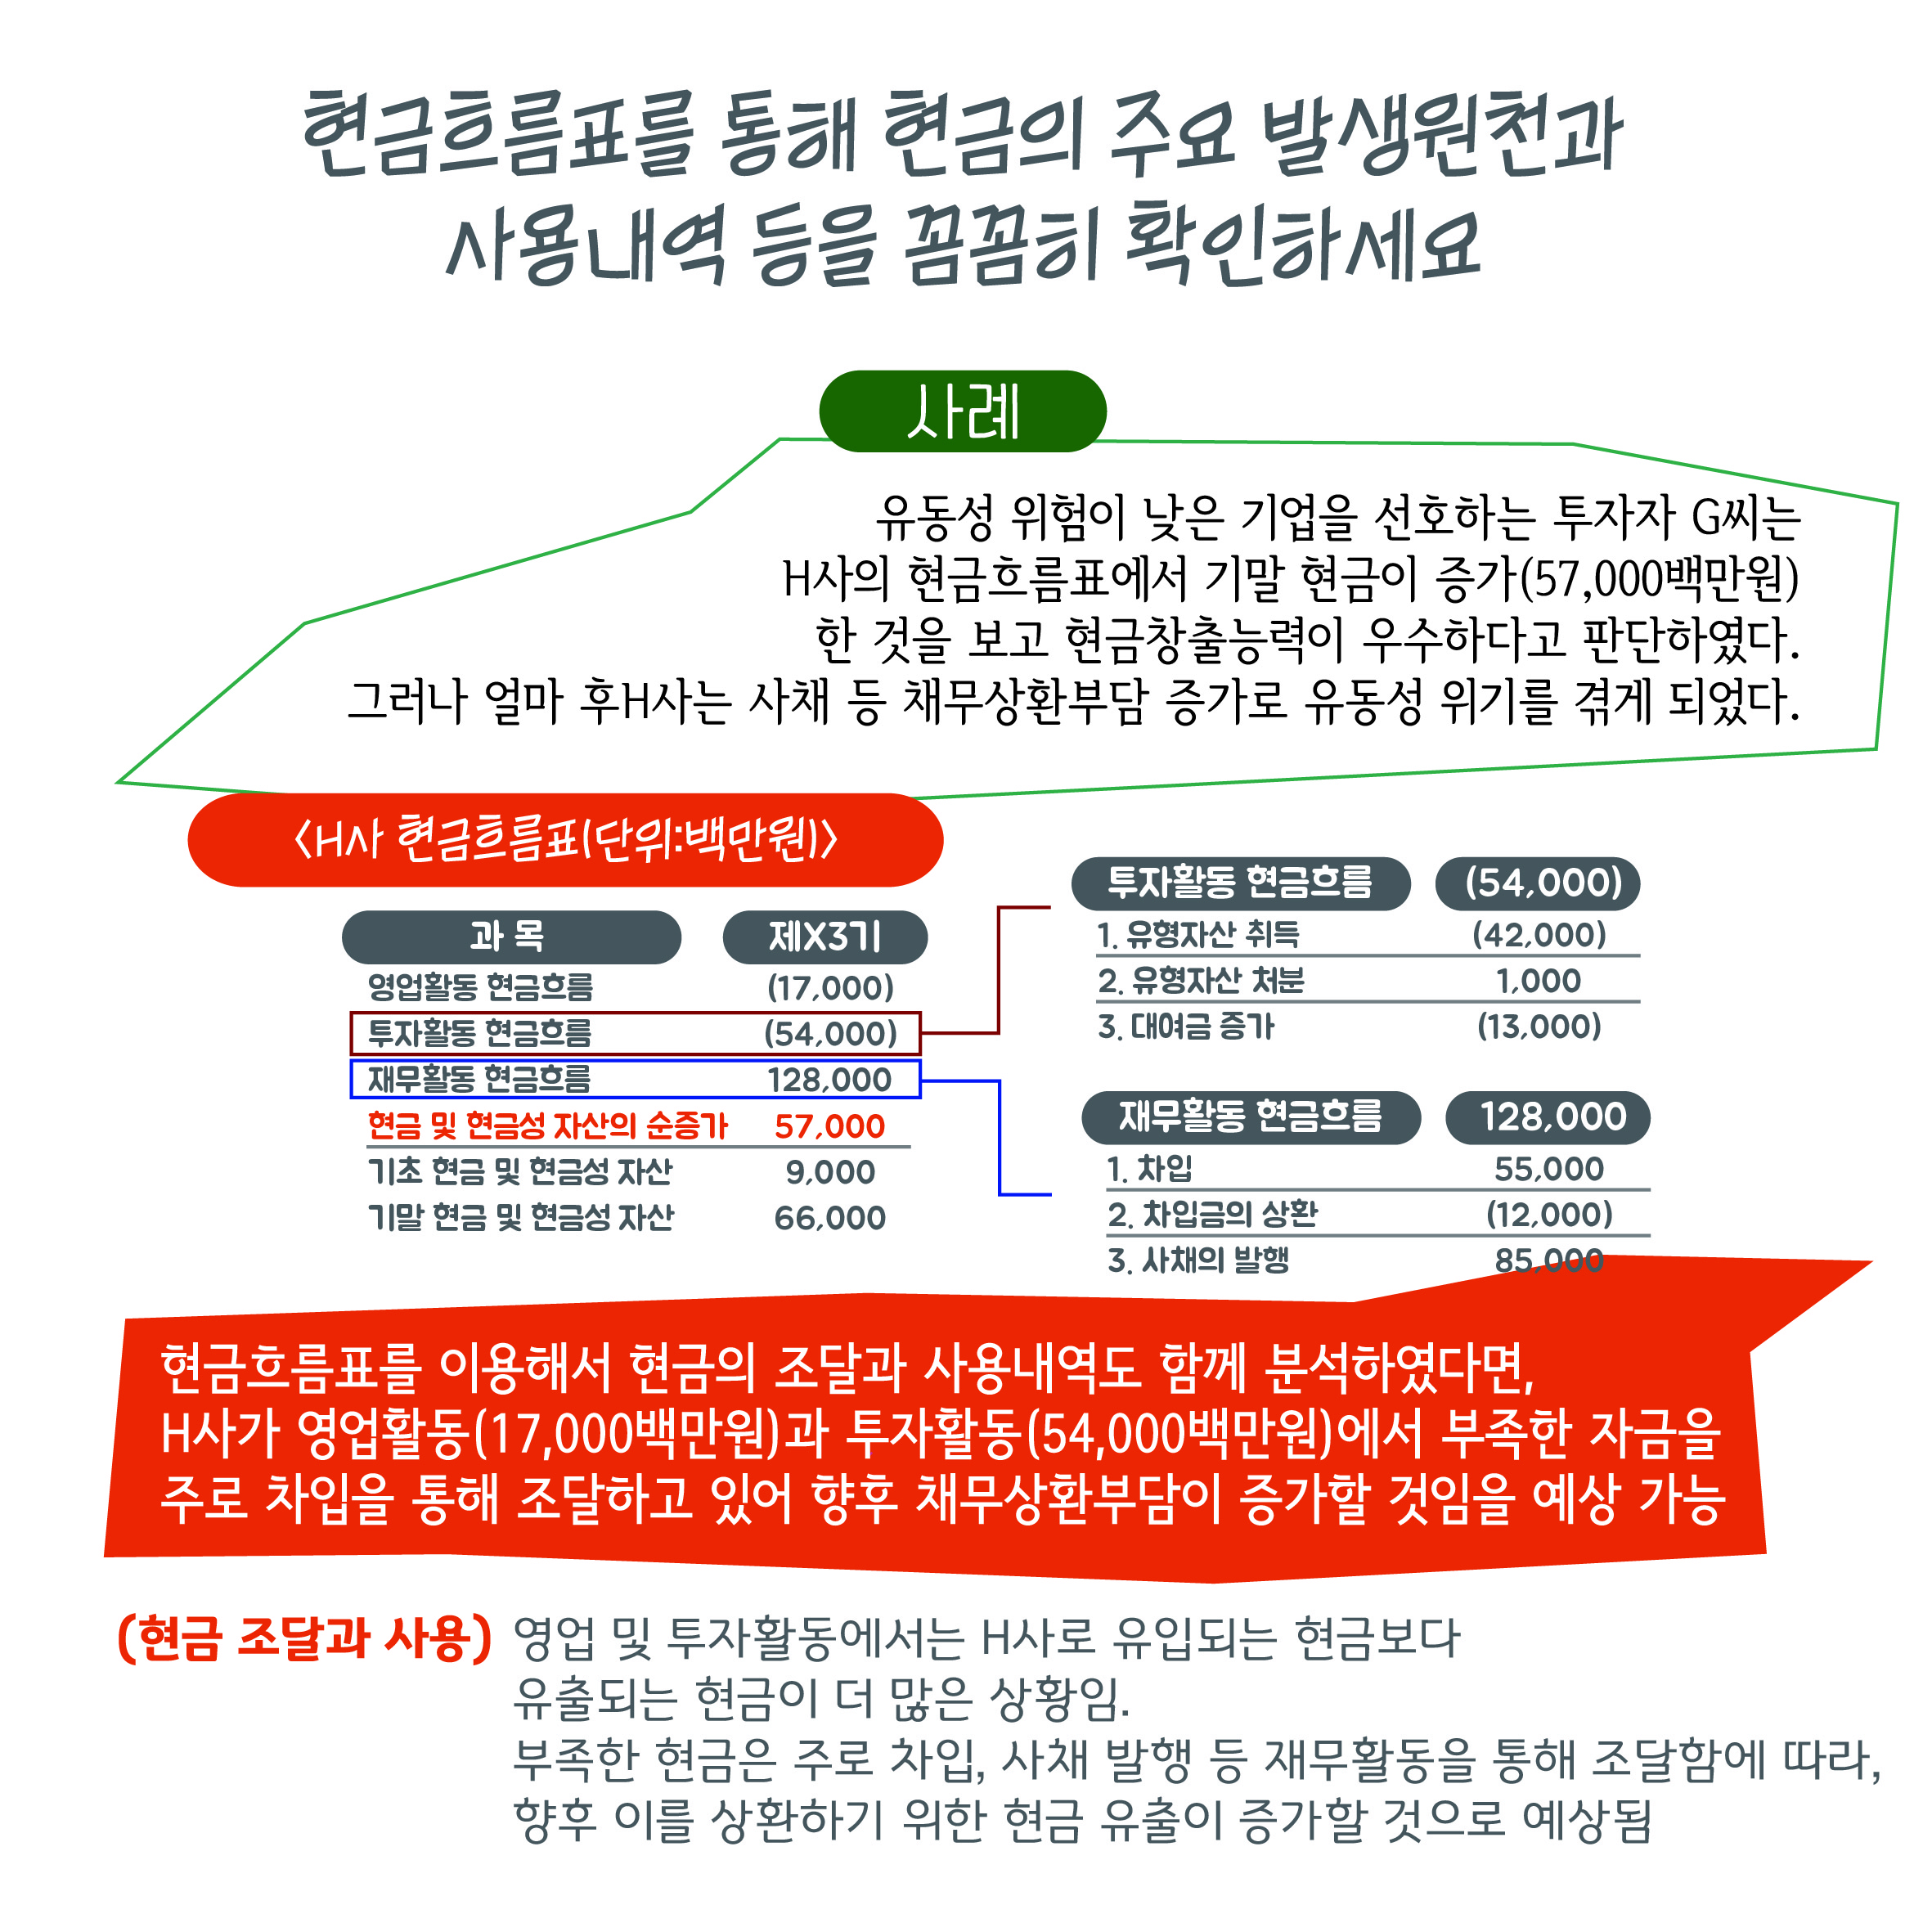 현금흐름표를 통해 현금의 주요 발생원천과
사용내역 등을 꼼꼼히 확인하세요
사례
유동성 위험이 낮은 기업을 선호하는 투자자 G씨는
H사의 현금흐름표에서 기말 현금이 증가(57,000백만원)
한 것을 보고 현금창출능력이 우수하다고 판단하였다.
그러나 얼마 후H사는 사채 등 채무상환부담 증가로 유동성 위기를 겪게 되었다.
〈H사 현금흐름표(단위:백만원)〉
과 목 제X3기
영업활동 현금흐름 (17,000)
투자활동 현금흐름 (54,000)
재무활동 현금흐름 128,000
현금 및 현금성 자산의 순증가 57,000
기초 현금 및 현금성 자산 9,000
기말 현금 및 현금성 자산 66,000
투자활동 현금흐름 (54,000)
1. 유형자산 취득 (42,000)
2. 유형자산 처분 1,000
3. 대여금 증가 (13,000)
재무활동 현금흐름 128,000
1. 차입 55,000
2. 차입금의 상환 (12,000)
3. 사채의 발행 85,000
현금흐름표를 이용해서 현금의 조달과 사용내역도 함께 분석하였다면,
H사가 영업활동(17,000백만원)과 투자활동(54,000백만원)에서 부족한 자금을
주로 차입을 통해 조달하고 있어 향후 채무상환부담이 증가할 것임을 예상 가능
(현금 조달과 사용) 영업 및 투자활동에서는 H사로 유입되는 현금보다
유출되는 현금이 더 많은 상황임.
부족한 현금은 주로 차입, 사채 발행 등 재무활동을 통해 조달함에 따라,
향후 이를 상환하기 위한 현금 유출이 증가할 것으로 예상됨